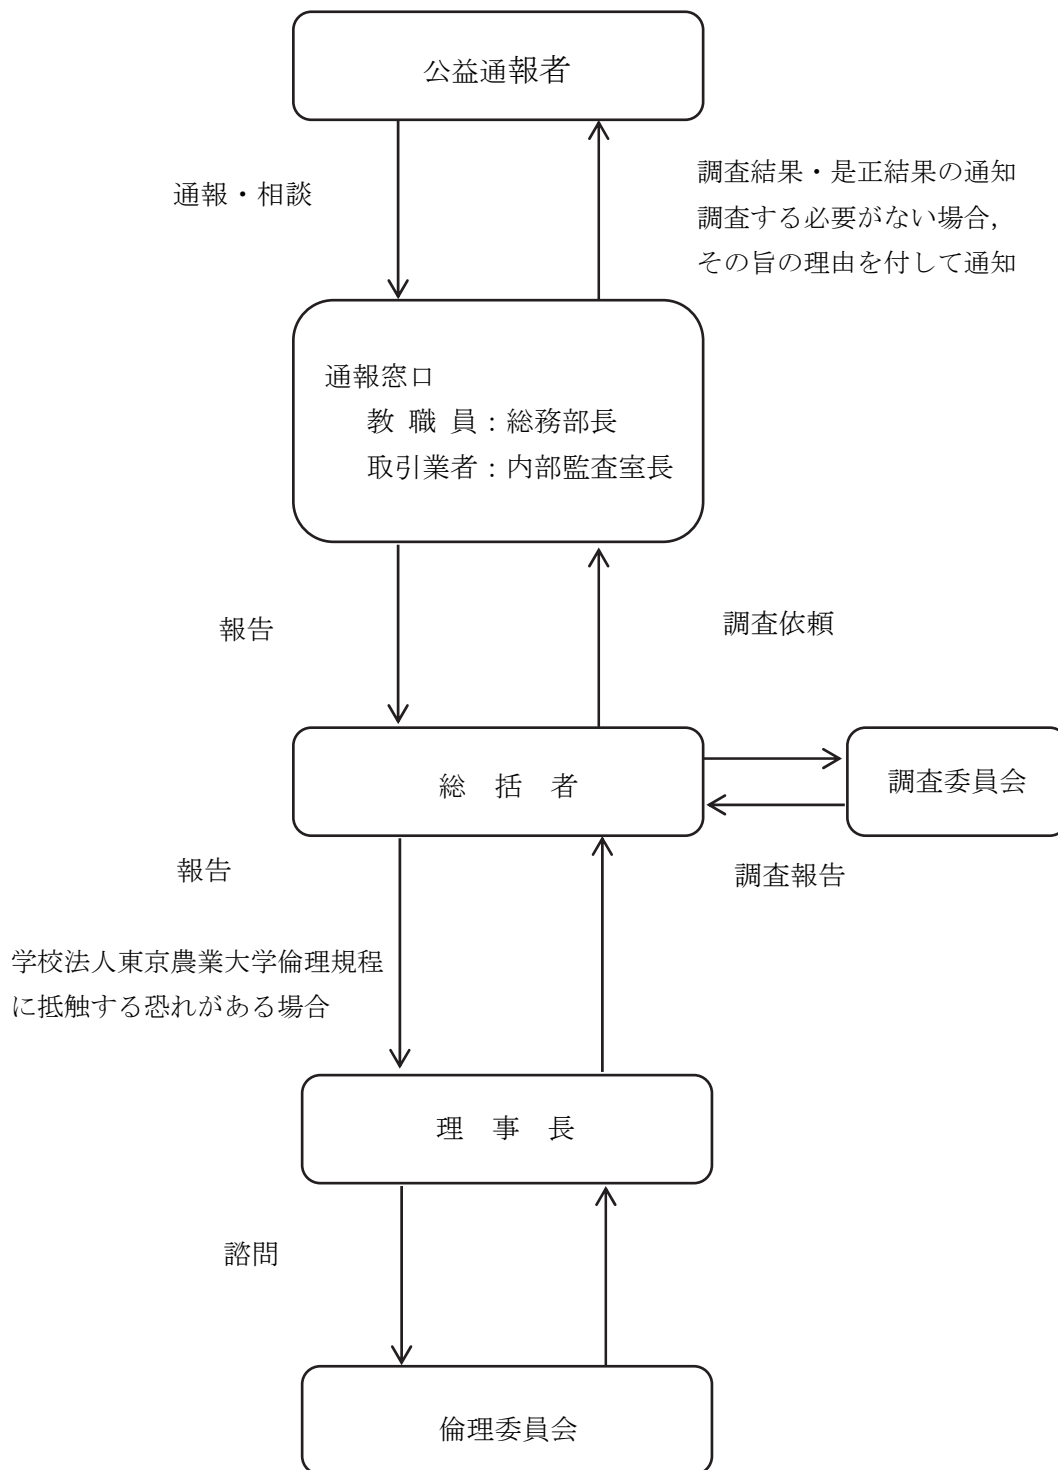 公益通報者
通報・相談
調査結果・是正結果の通知
調査する必要がない場合,
その旨の理由を付して通知
通報窓口
教 職 員：総務部長
取引業者：内部監査室長
報告
調査依頼
総 括 者
調査委員会
報告
調査報告
学校法人東京農業大学倫理規程
に抵触する恐れがある場合
理 事 長
諮問
倫理委員会